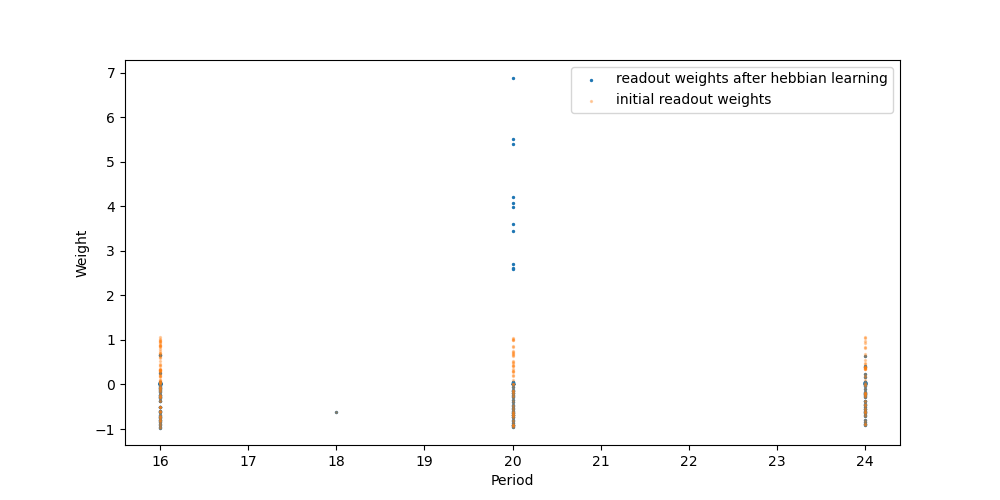 readout weights after hebbian learning
initial readout weights
7
6
5
4
3
2
1
0
−1
Weight
16 17 18 19 20 21 22 23 24
Period